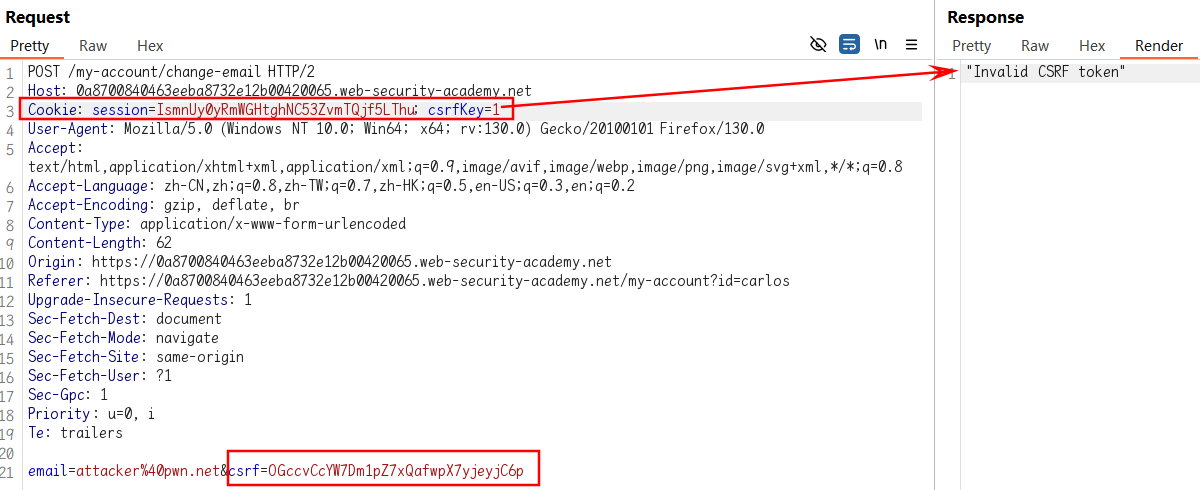 Request
Pretty Raw Hex
\n
1 POST /my-account/change-email HTTP/2
2 Host: 0a8700840463eeba8732e12b00420065.web-security-academy.net
3 Cookie: session=IsmnUy0yRmWGHtghNC53ZvmTQjf5LThu; csrfKey=1
4 User-Agent: Mozilla/5.0 (Windows NT 10.0; Win64; x64; rv:130.0) Gecko/20100101 Firefox/130.0
5 Accept:
text/html,application/xhtml+xml,application/xml;q=0.9,image/avif,image/webp,image/png,image/svg+xml,*/*;q=0.8
6 Accept-Language: zh-CN,zh;q=0.8,zh-TW;q=0.7,zh-HK;q=0.5,en-US;q=0.3,en;q=0.2
7 Accept-Encoding: gzip, deflate, br
8 Content-Type: application/x-www-form-urlencoded
9 Content-Length: 62
10 Origin: https://0a8700840463eeba8732e12b00420065.web-security-academy.net
11 Referer: https://0a8700840463eeba8732e12b00420065.web-security-academy.net/my-account?id=carlos
12 Upgrade-Insecure-Requests: 1
13 Sec-Fetch-Dest: document
14 Sec-Fetch-Mode: navigate
15 Sec-Fetch-Site: same-origin
16 Sec-Fetch-User: ?1
17 Sec-Gpc: 1
18 Priority: u=0, i
19 Te: trailers
20
21 email=attacker%40pwn.net&csrf=OGccvCcYW7Dm1pZ7xQafwpX7yjeyjC6p
Response
Pretty Raw Hex Render
1 "Invalid CSRF token"